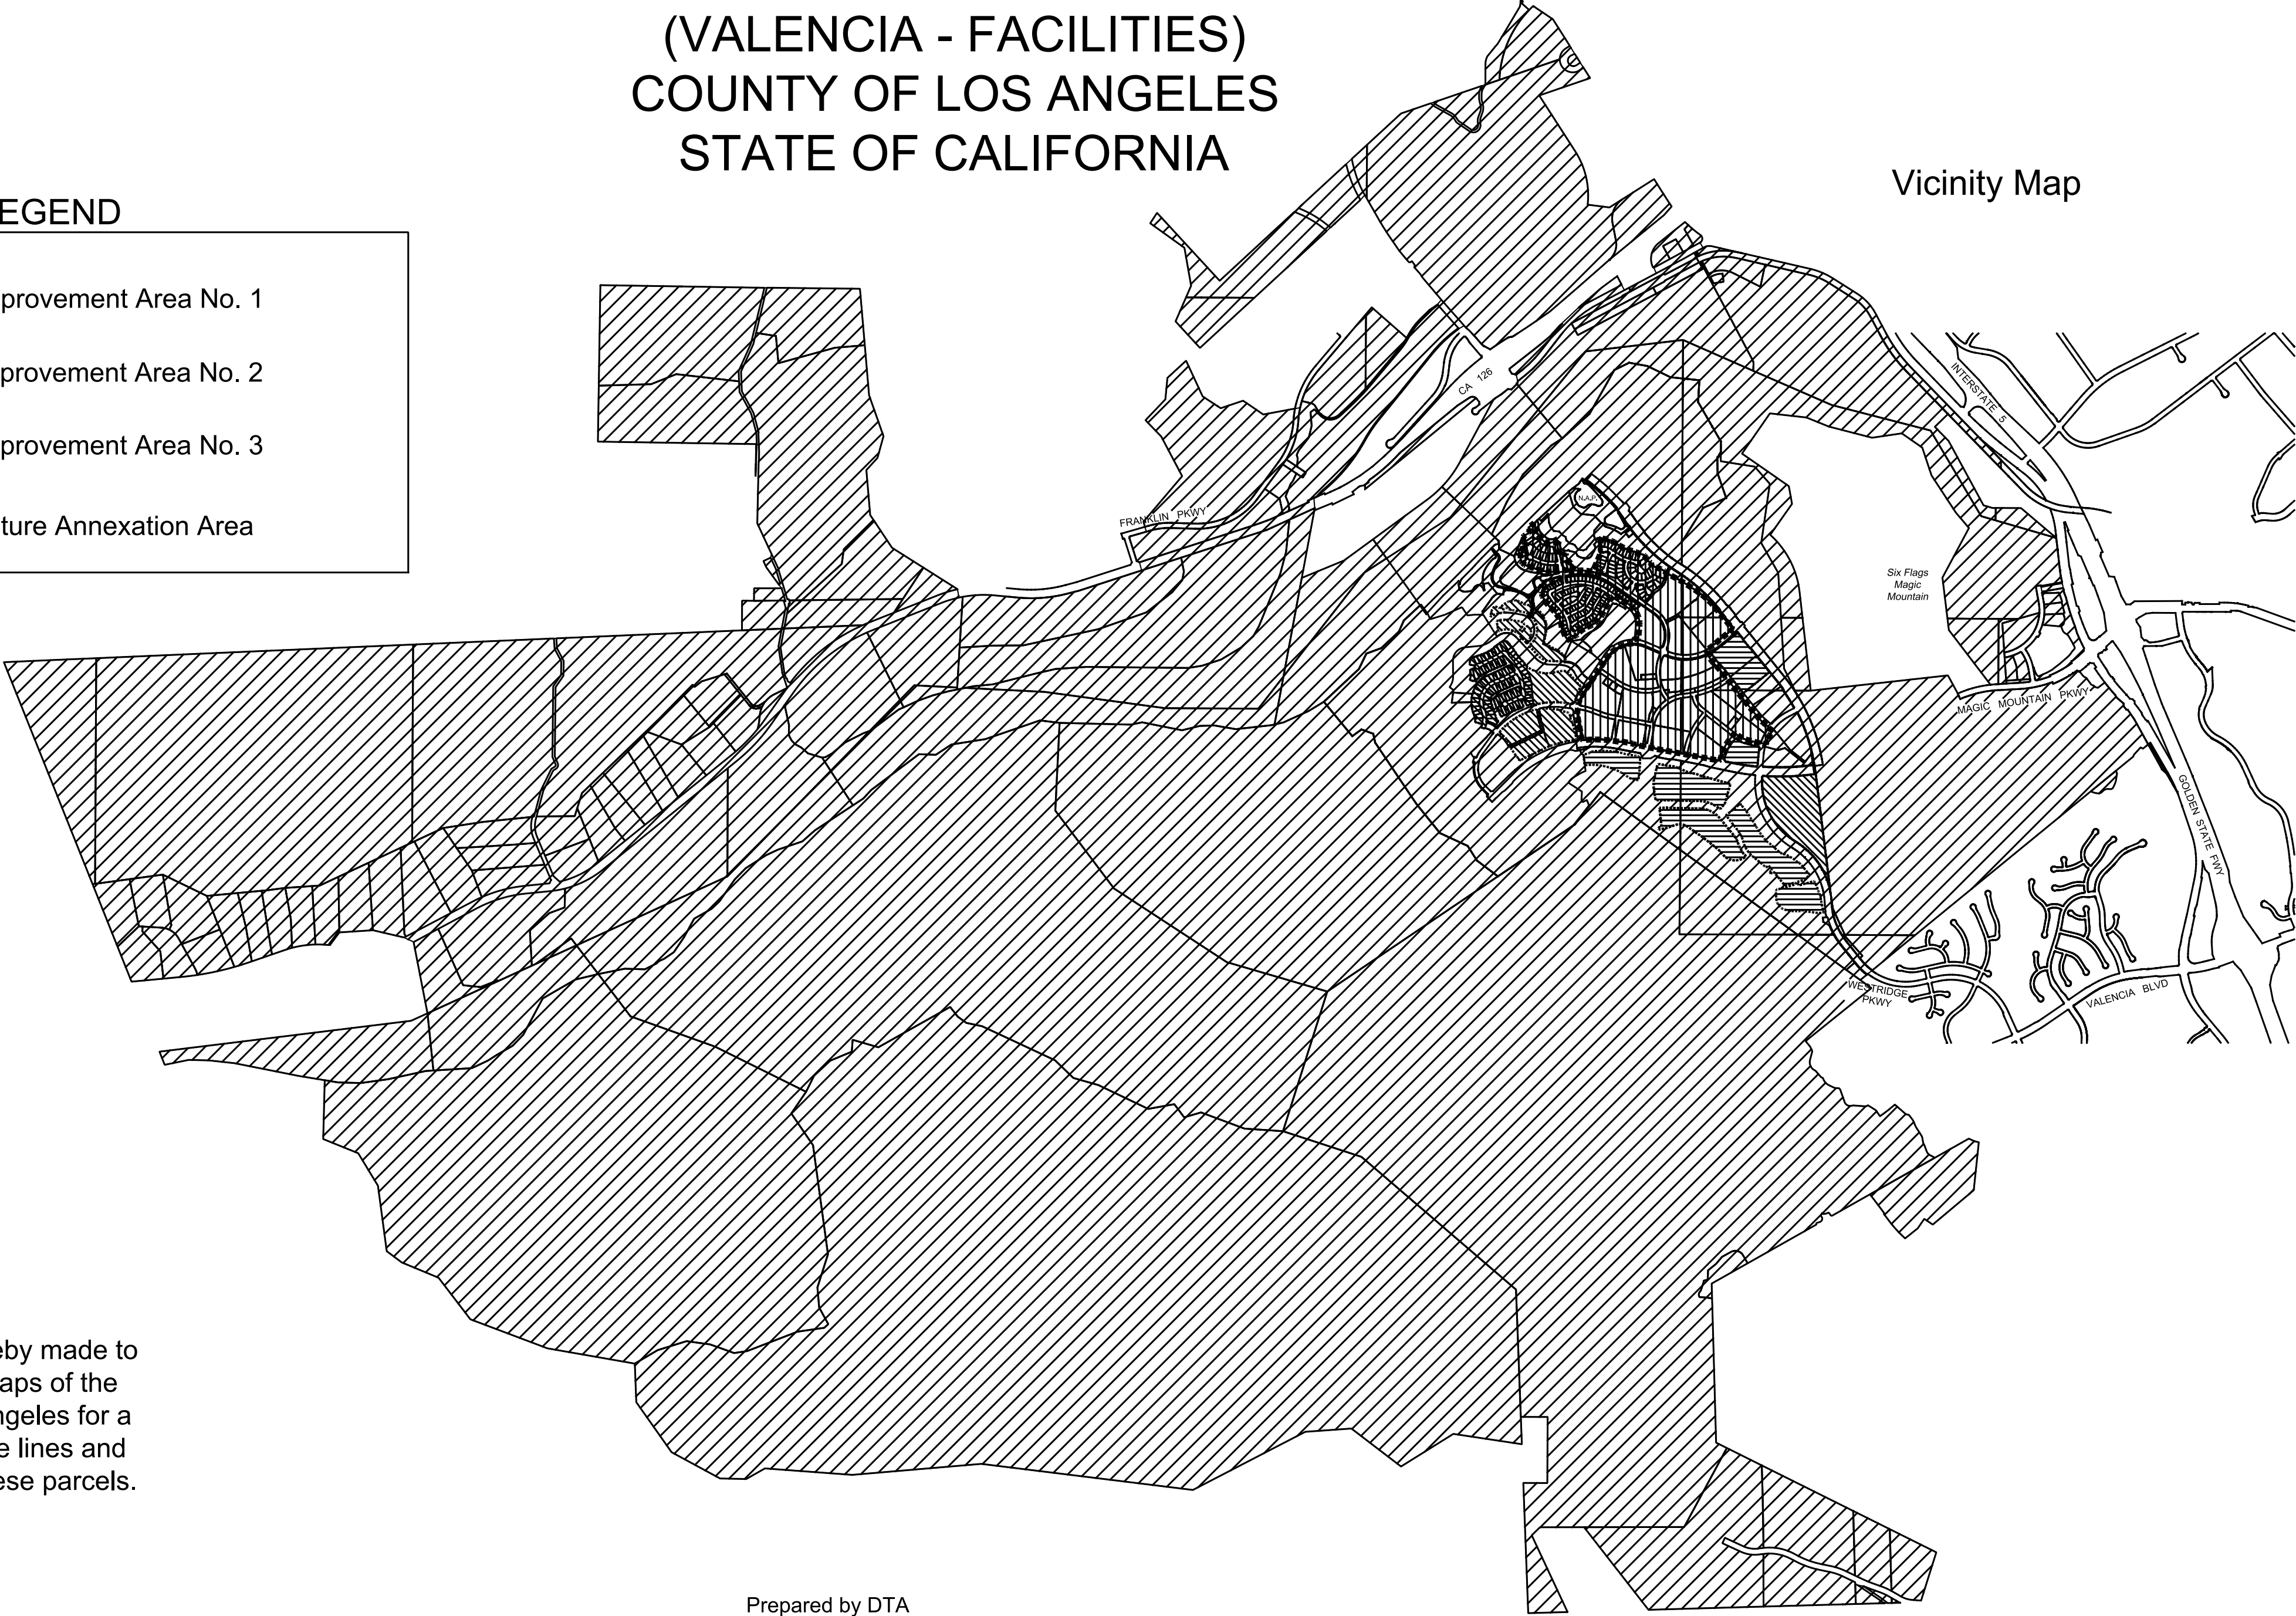 (VALENCIA - FACILITIES)
COUNTY OF LOS ANGELES
STATE OF CALIFORNIA
Vicinity Map
EGEND
provement Area No. 1
provement Area No. 2
provement Area No. 3
ture Annexation Area
CA 126
INTERSTATE 5
FRANKLIN PKWY
N.A.P.
Six Flags
Magic
Mountain
MAGIC MOUNTAIN PKWY
GOLDEN STATE FWY
WESTRIDGE
PKWY
VALENCIA BLVD
eby made to
aps of the
ngeles for a
e lines and
ese parcels.
Prepared by DTA